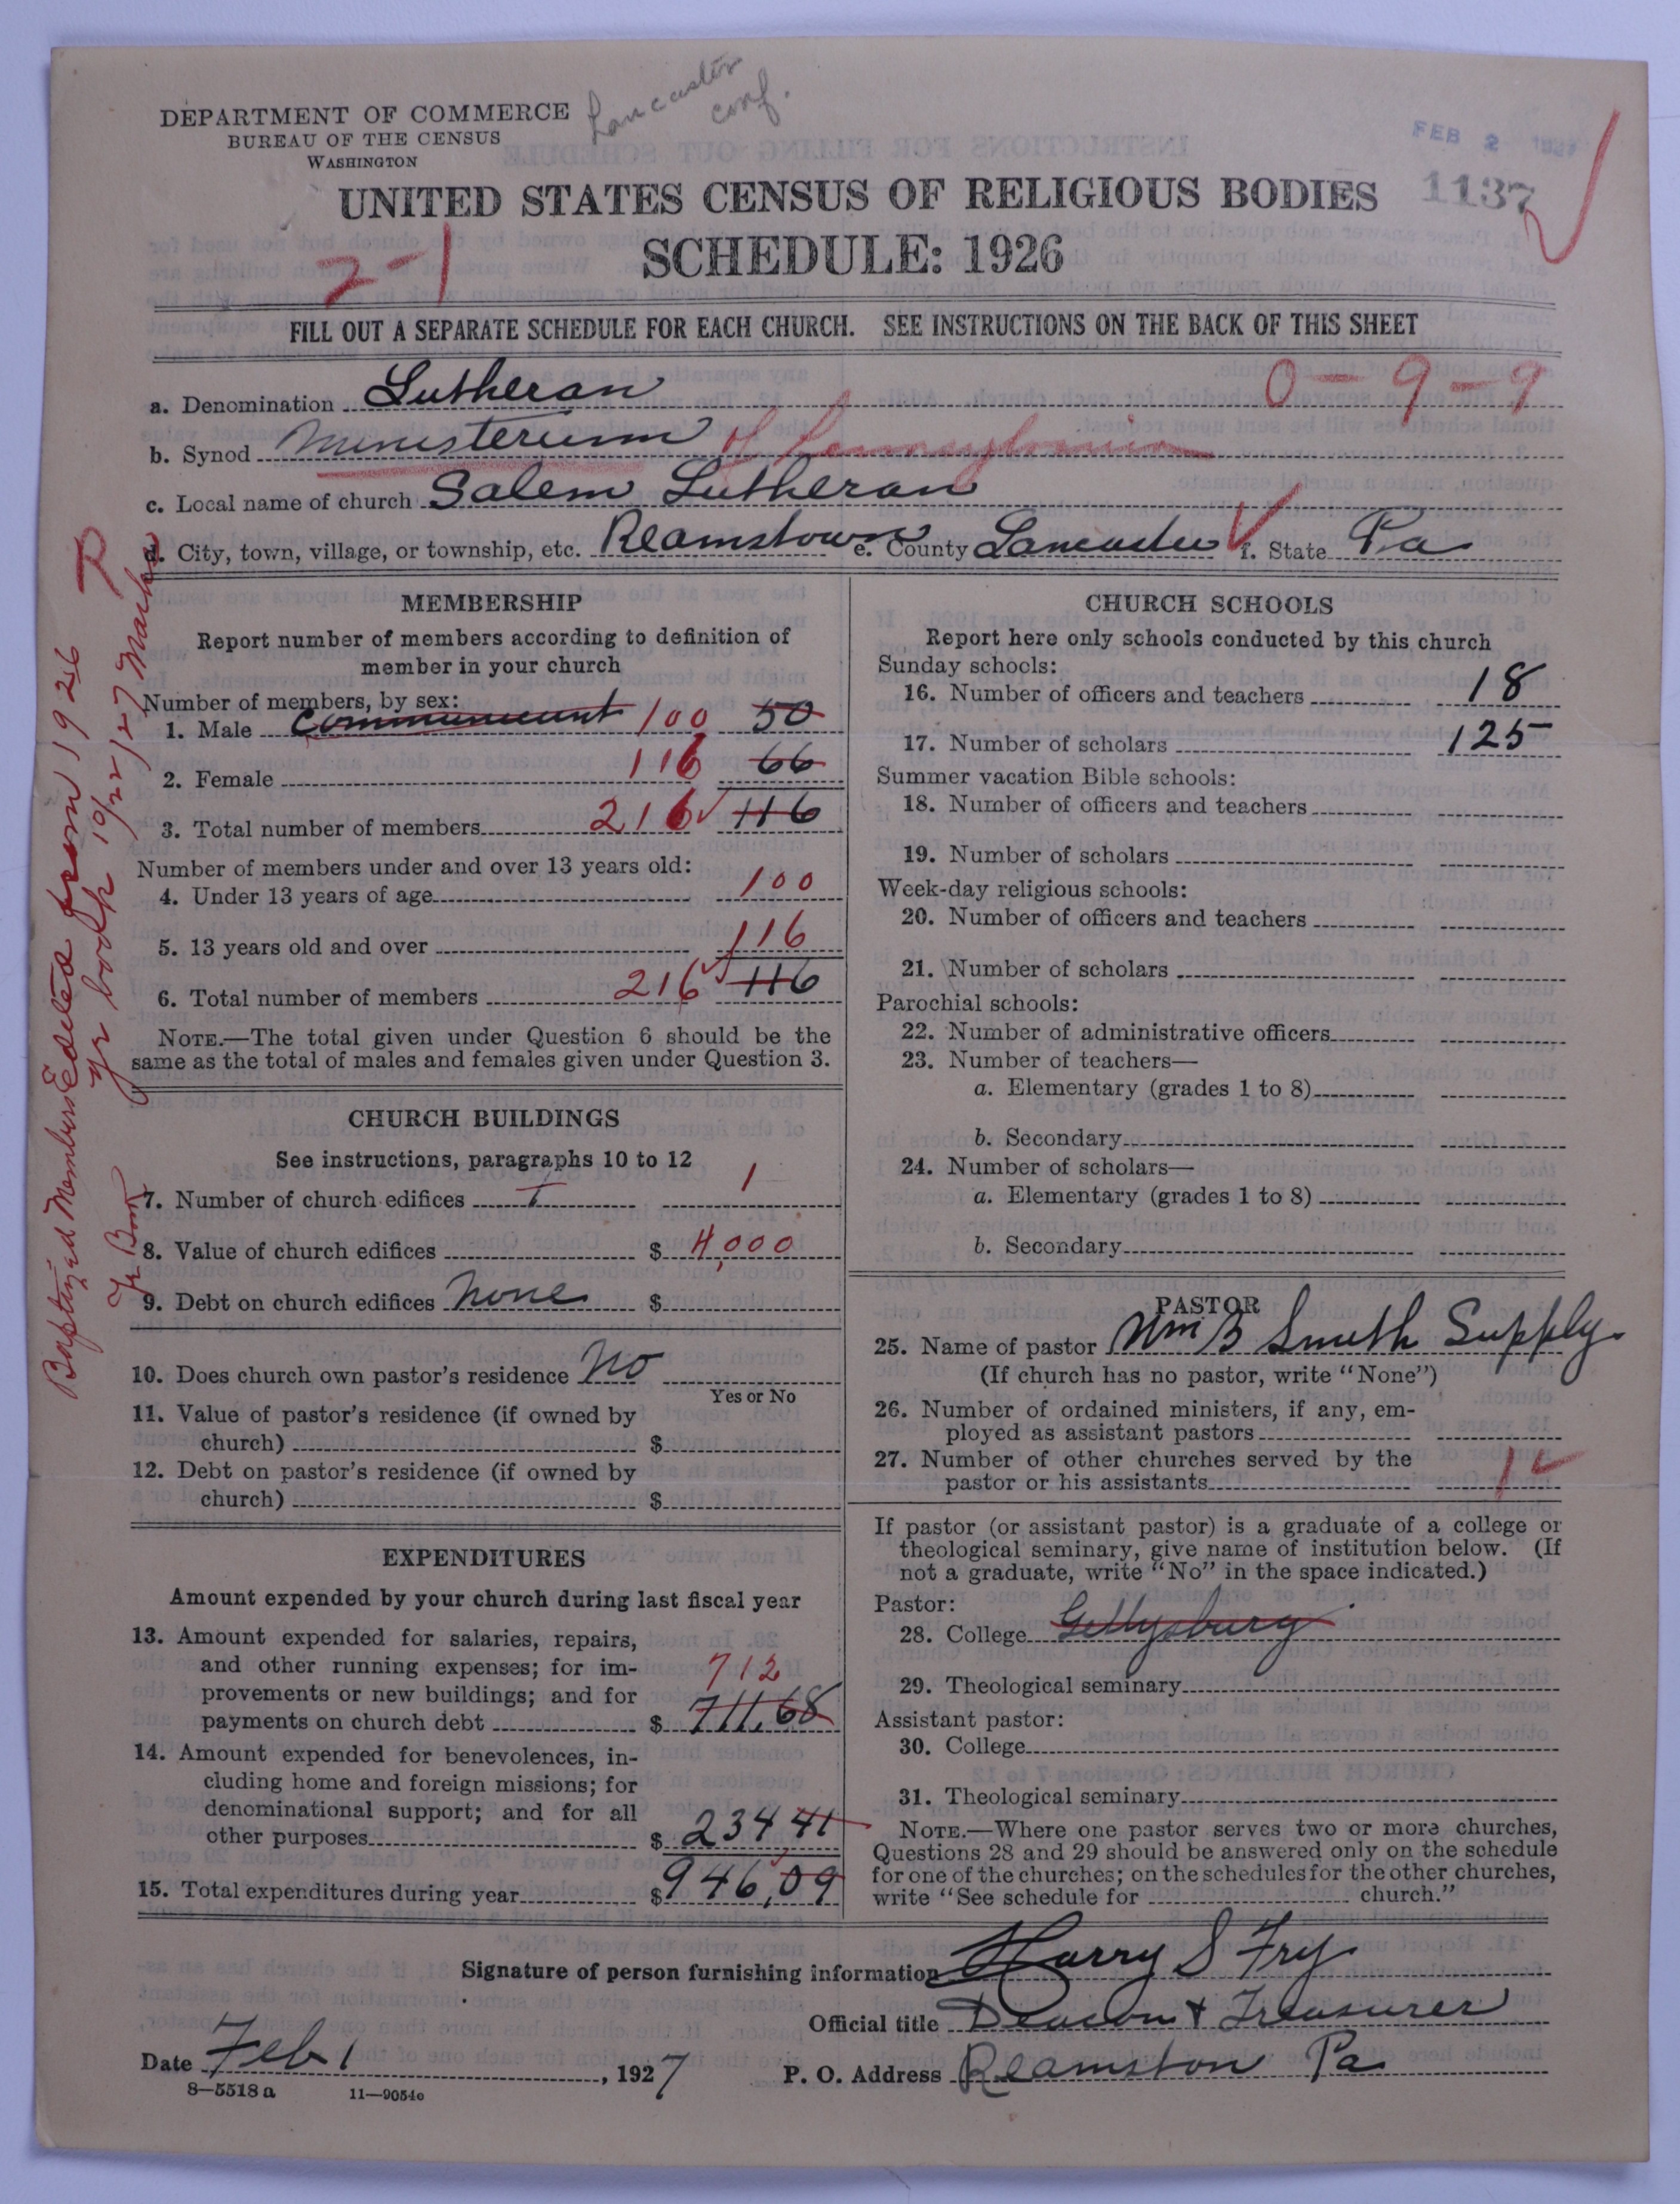 Lancaster
conf.
DEPARTMENT OF COMMERCE
BUREAU OF THE CENSUS
WASHINGTON
FEB 2 1927
1137
UNITED STATES CENSUS OF RELIGIOUS BODIES
SCHEDULE: 1926
2-1
FILL OUT A SEPARATE SCHEDULE FOR EACH CHURCH. SEE INSTRUCTIONS ON THE BACK OF THIS SHEET
a. Denomination Lutheran 0-9-9
b. Synod Ministerium of Pennsylvania
c. Local name of church Salem Lutheran
d. City, town, village, or township, etc. Reamstown e. County Lancaster f. State Pa
MEMBERSHIP
Report number of members according to definition of
member in your church
Number of members, by sex:
1. Male communicant 100 50
2. Female 116 66
3. Total number of members 216 116
Number of members under and over 13 years old:
4. Under 13 years of age 100
5. 13 years old and over 116
6. Total number of members 216 116
NOTE.—The total given under Question 6 should be the
same as the total of males and females given under Question 3.
CHURCH BUILDINGS
See instructions, paragraphs 10 to 12
7. Number of church edifices 1 1
8. Value of church edifices $ 4,000
9. Debt on church edifices None $
10. Does church own pastor's residence No
Yes or No
11. Value of pastor's residence (if owned by
church) $
12. Debt on pastor's residence (if owned by
church) $
EXPENDITURES
Amount expended by your church during last fiscal year
13. Amount expended for salaries, repairs,
and other running expenses; for im-
provements or new buildings; and for
payments on church debt $ 712 711.68
14. Amount expended for benevolences, in-
cluding home and foreign missions; for
denominational support; and for all
other purposes $ 234 41
15. Total expenditures during year $ 946,09
CHURCH SCHOOLS
Report here only schools conducted by this church
Sunday schools:
16. Number of officers and teachers 18
17. Number of scholars 125
Summer vacation Bible schools:
18. Number of officers and teachers
19. Number of scholars
Week-day religious schools:
20. Number of officers and teachers
21. Number of scholars
Parochial schools:
22. Number of administrative officers
23. Number of teachers—
a. Elementary (grades 1 to 8)
b. Secondary
24. Number of scholars—
a. Elementary (grades 1 to 8)
b. Secondary
PASTOR
25. Name of pastor Wm B Smith Supply.
(If church has no pastor, write "None")
26. Number of ordained ministers, if any, em-
ployed as assistant pastors
27. Number of other churches served by the
pastor or his assistants 1
If pastor (or assistant pastor) is a graduate of a college or
theological seminary, give name of institution below. (If
not a graduate, write "No" in the space indicated.)
Pastor:
28. College Gettysburg
29. Theological seminary
Assistant pastor:
30. College
31. Theological seminary
NOTE.—Where one pastor serves two or more churches,
Questions 28 and 29 should be answered only on the schedule
for one of the churches; on the schedules for the other churches,
write "See schedule for church."
Signature of person furnishing information Harry S Fry
Official title Deacon & Treasurer
Date Feb 1, 1927 P. O. Address Reamston Pa
8—5518 a 11—9054c
Baptized Members Edited from 1926
Yr book 10/22/27
Yr Book